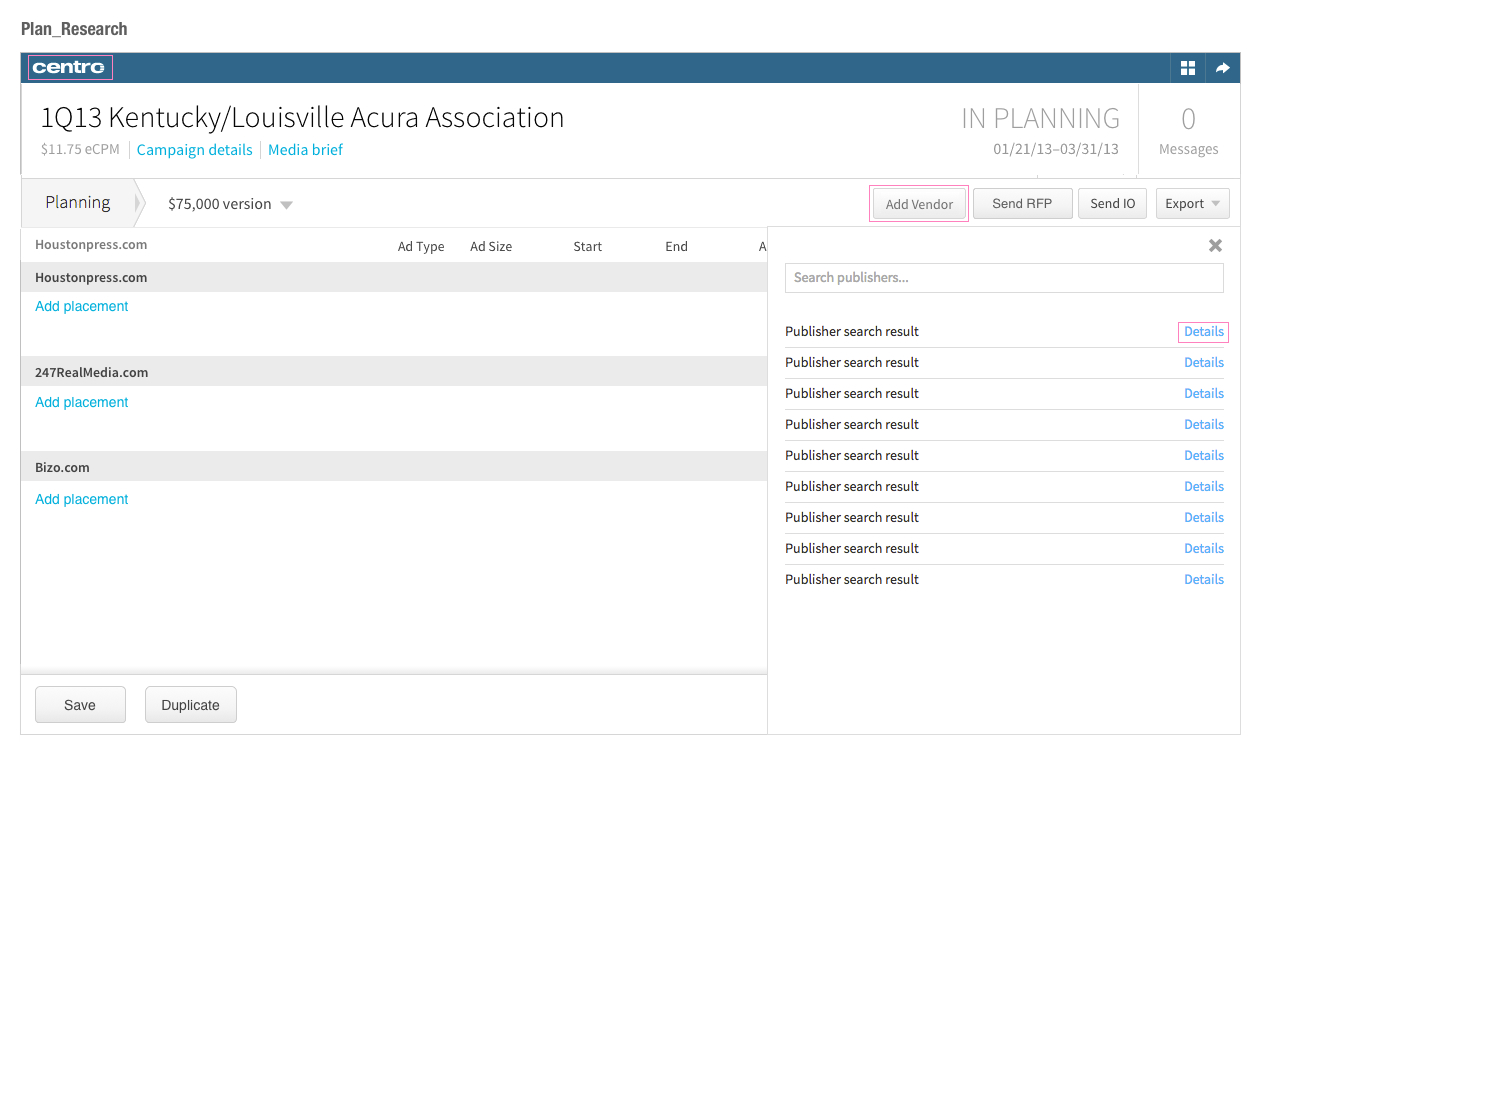 Plan_Research
centro
1Q13 Kentucky/Louisville Acura Association
IN PLANNING
0
$11.75 eCPM
Campaign details
Media brief
01/21/13–03/31/13
Messages
Planning
$75,000 version
Add Vendor
Send RFP
Send IO
Export
Houstonpress.com
Ad Type
Ad Size
Start
End
A
Houstonpress.com
Add placement
247RealMedia.com
Add placement
Bizo.com
Add placement
Save
Duplicate
Search publishers...
Publisher search result Details
Publisher search result Details
Publisher search result Details
Publisher search result Details
Publisher search result Details
Publisher search result Details
Publisher search result Details
Publisher search result Details
Publisher search result Details